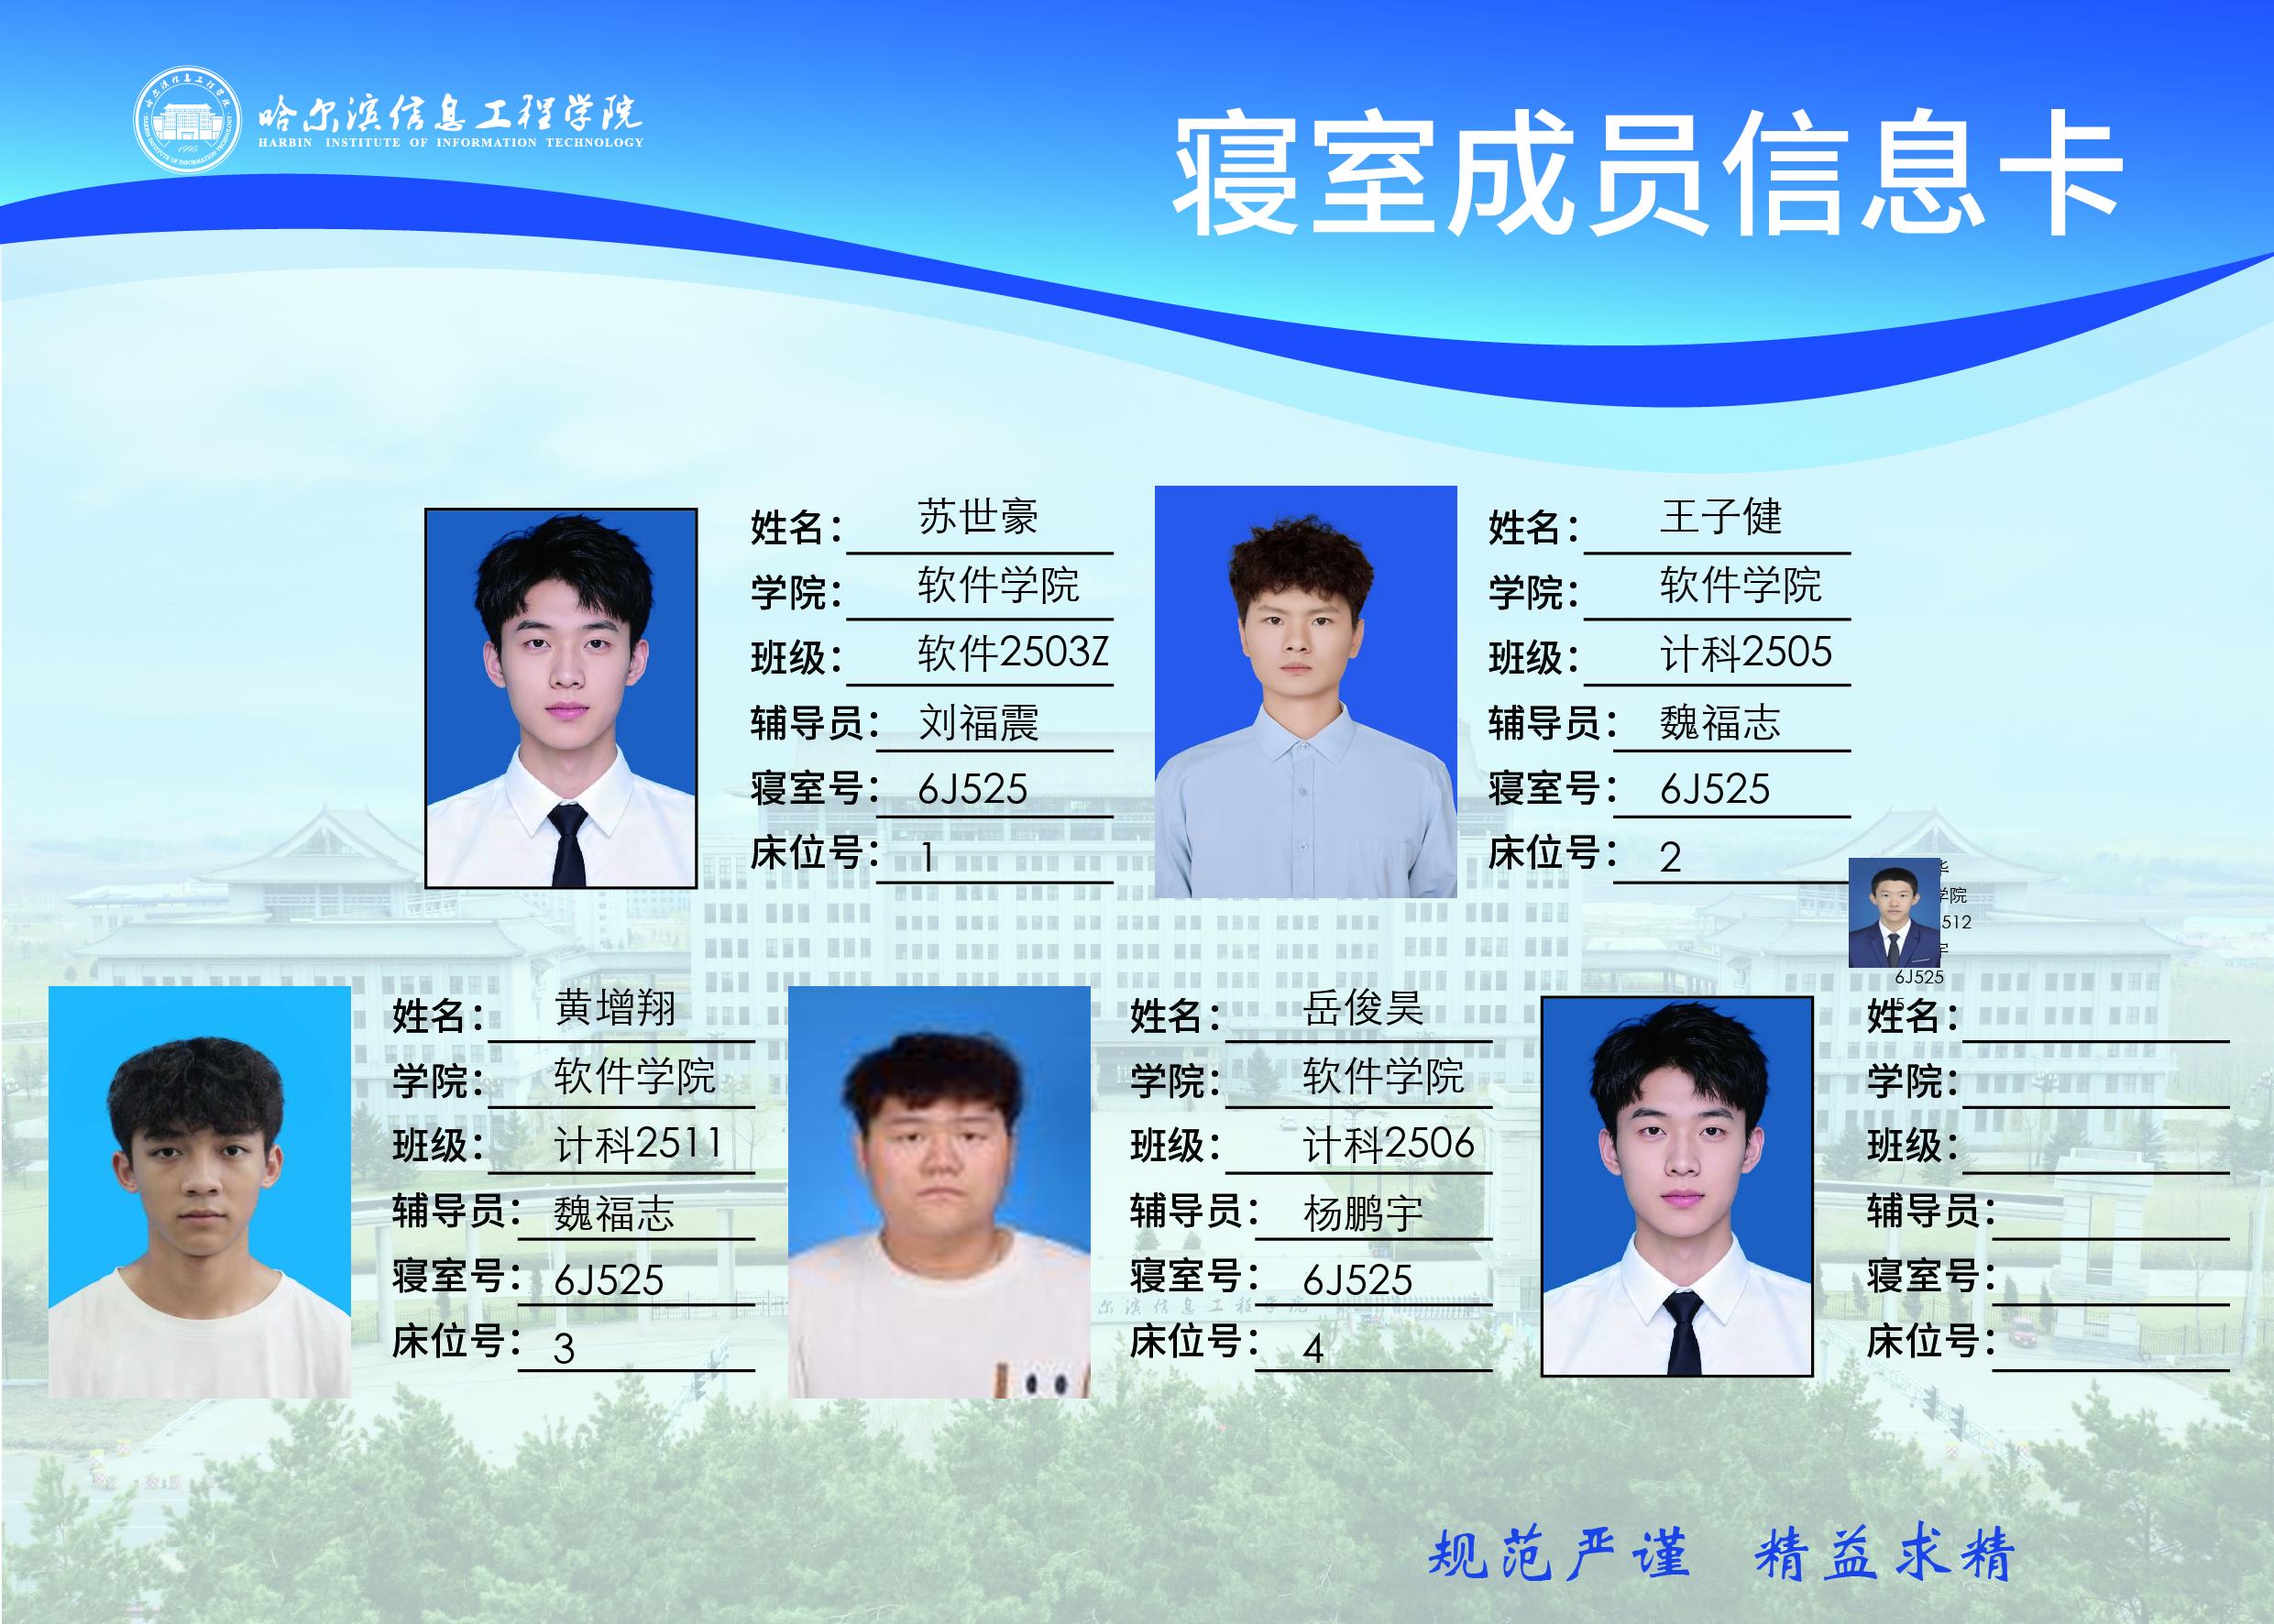 哈尔滨信息工程学院
HARBIN INSTITUTE OF INFORMATION TECHNOLOGY
1995
寝室成员信息卡
姓名：苏世豪
学院：软件学院
班级：软件2503Z
辅导员：刘福震
寝室号：6J525
床位号：1
姓名：王子健
学院：软件学院
班级：计科2505
辅导员：魏福志
寝室号：6J525
床位号：2
姓名：黄增翔
学院：软件学院
班级：计科2511
辅导员：魏福志
寝室号：6J525
床位号：3
姓名：岳俊昊
学院：软件学院
班级：计科2506
辅导员：杨鹏宇
寝室号：6J525
床位号：4
学院
512
6J525
5
姓名：
学院：
班级：
辅导员：
寝室号：
床位号：
规范严谨 精益求精